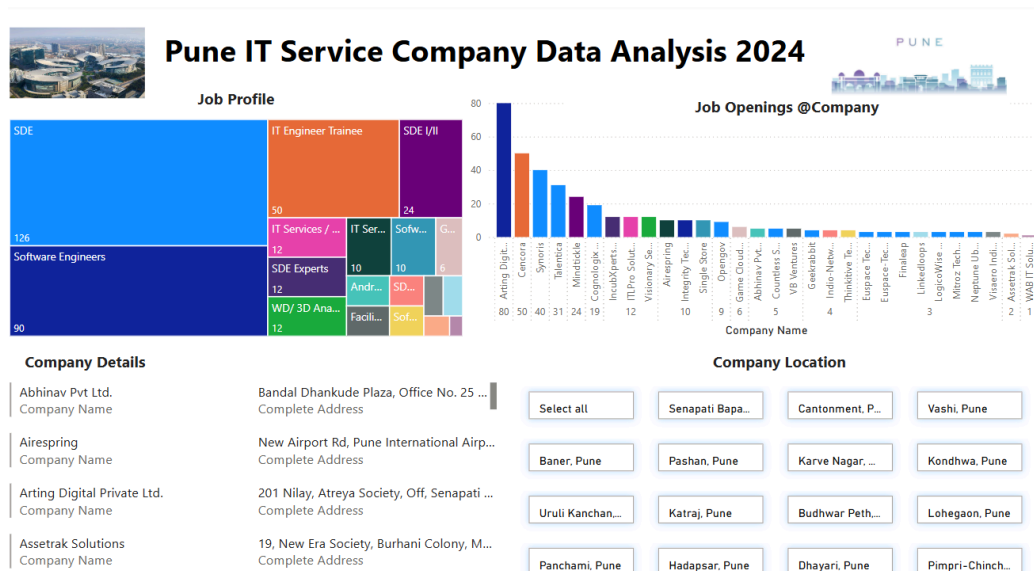 Pune IT Service Company Data Analysis 2024
PUNE
Job Profile
SDE
126
Software Engineers
90
IT Engineer Trainee
50
SDE I/II
24
IT Services / ...
12
SDE Experts
12
WD/ 3D Ana...
12
IT Ser...
10
Sofw...
10
G...
6
Andr...
SD...
Facili...
Sof...
Job Openings @Company
80
60
40
20
0
Arting Digit...
Cencora
Synoris
Talentica
Mindtickle
Cognologix ...
IncubXperts...
ITLPro Solut...
Visionary Se...
Airespring
Integrity Tec...
Single Store
Opengov
Game Cloud...
Abhinav Pvt...
Countless S...
VB Ventures
Geekrabbit
Indro-Netw...
Thinkitive Te...
Euspace Tec...
Euspace-Tec...
Finaleap
Linkedloops
LogicoWise ...
Mitroz Tech...
Neptune Ub...
Visaero Indi...
Assetrak Sol...
WAB IT Solu...
80 50 40 31 24 19 12 10 9 6 5 4 3 2 1
Company Name
Company Details
Abhinav Pvt Ltd.
Company Name
Bandal Dhankude Plaza, Office No. 25 ...
Complete Address
Airespring
Company Name
New Airport Rd, Pune International Airp...
Complete Address
Arting Digital Private Ltd.
Company Name
201 Nilay, Atreya Society, Off, Senapati ...
Complete Address
Assetrak Solutions
Company Name
19, New Era Society, Burhani Colony, M...
Complete Address
Company Location
Select all
Senapati Bapa...
Cantonment, P...
Vashi, Pune
Baner, Pune
Pashan, Pune
Karve Nagar, ...
Kondhwa, Pune
Uruli Kanchan,...
Katraj, Pune
Budhwar Peth,...
Lohegaon, Pune
Panchami, Pune
Hadapsar, Pune
Dhayari, Pune
Pimpri-Chinch...